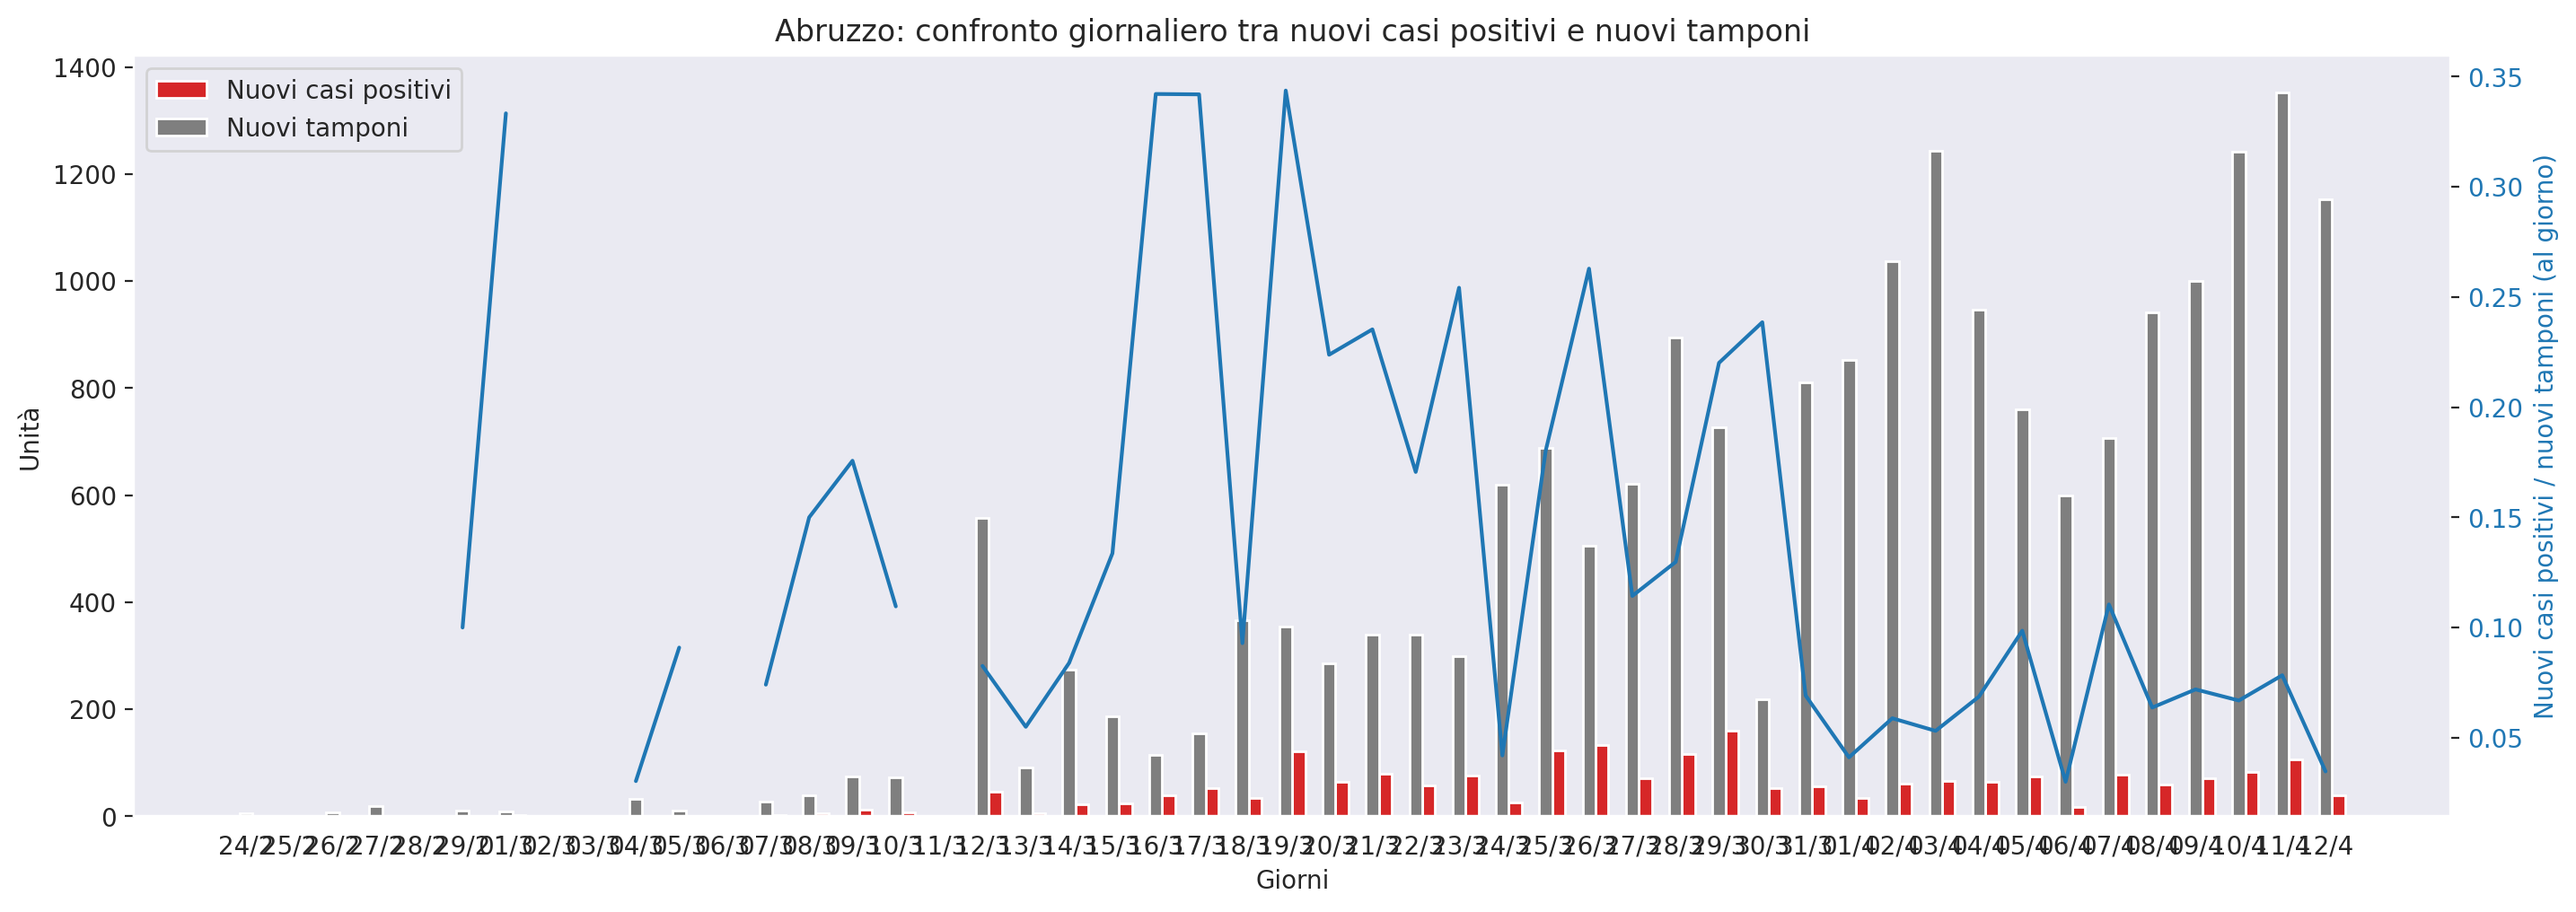 Abruzzo: confronto giornaliero tra nuovi casi positivi e nuovi tamponi
Nuovi casi positivi
Nuovi tamponi
1400
1200
1000
800
600
400
200
0
Unità
0.35
0.30
0.25
0.20
0.15
0.10
0.05
Nuovi casi positivi / nuovi tamponi (al giorno)
24/2 25/2 26/2 27/2 28/2 29/2 01/3 02/3 03/3 04/3 05/3 06/3 07/3 08/3 09/3 10/3 11/3 12/3 13/3 14/3 15/3 16/3 17/3 18/3 19/3 20/3 21/3 22/3 23/3 24/3 25/3 26/3 27/3 28/3 29/3 30/3 31/3 01/4 02/4 03/4 04/4 05/4 06/4 07/4 08/4 09/4 10/4 11/4 12/4
Giorni